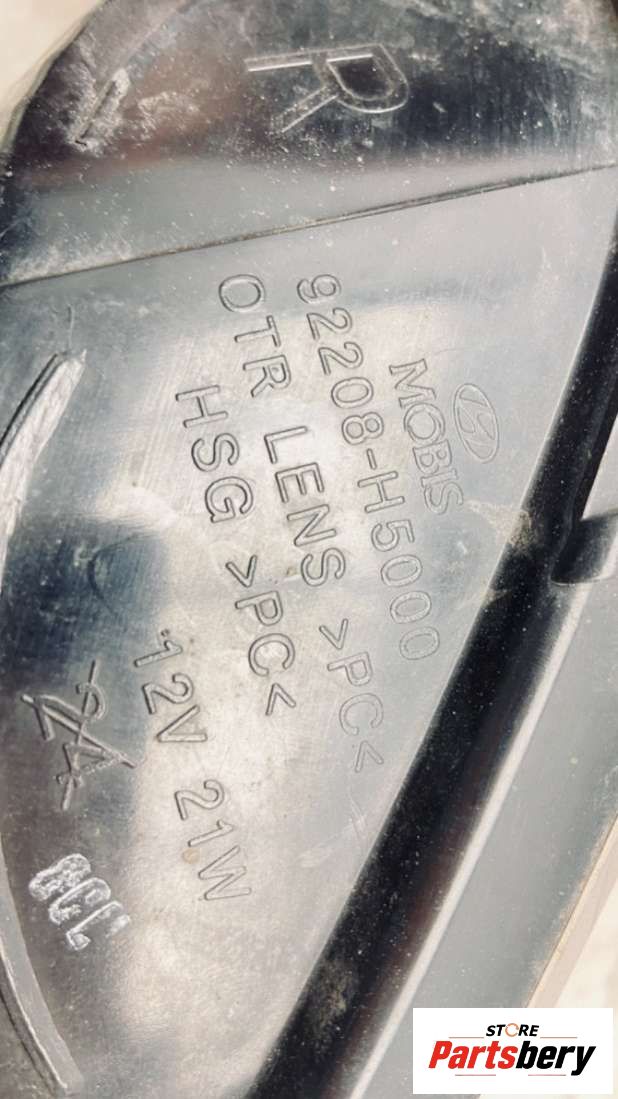 R
MOBIS
92208-H5000
OTR LENS >PC<
HSG >PC<
12V 21W
STORE
Partsbery